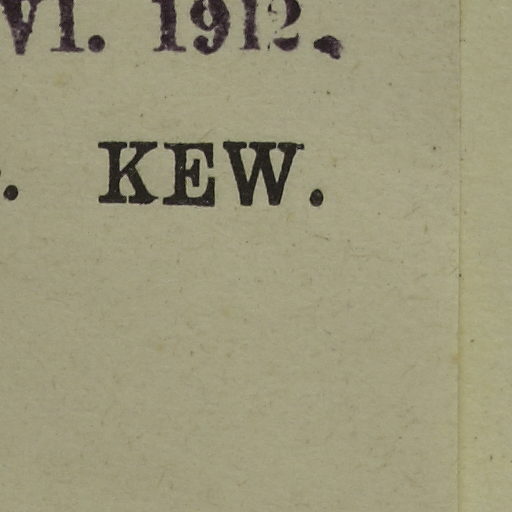 VI. 1912.
. KEW.